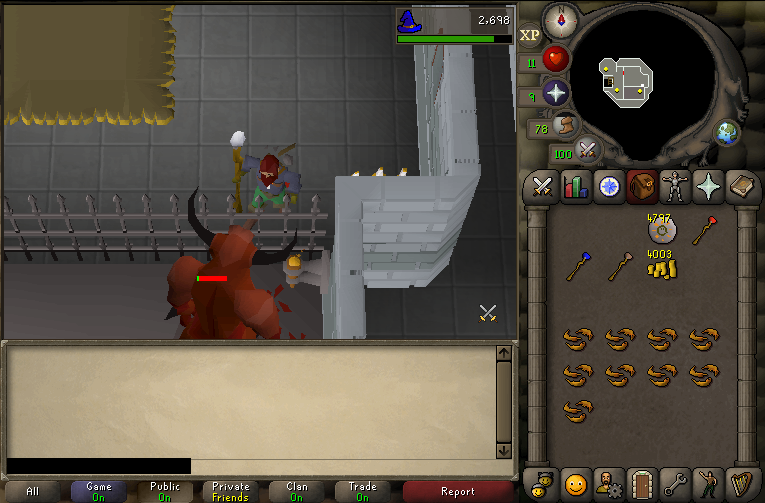 2,698
XP
N
11
9
78
100
4797
4003
All
Game
On
Public
On
Private
Friends
Clan
On
Trade
On
Report